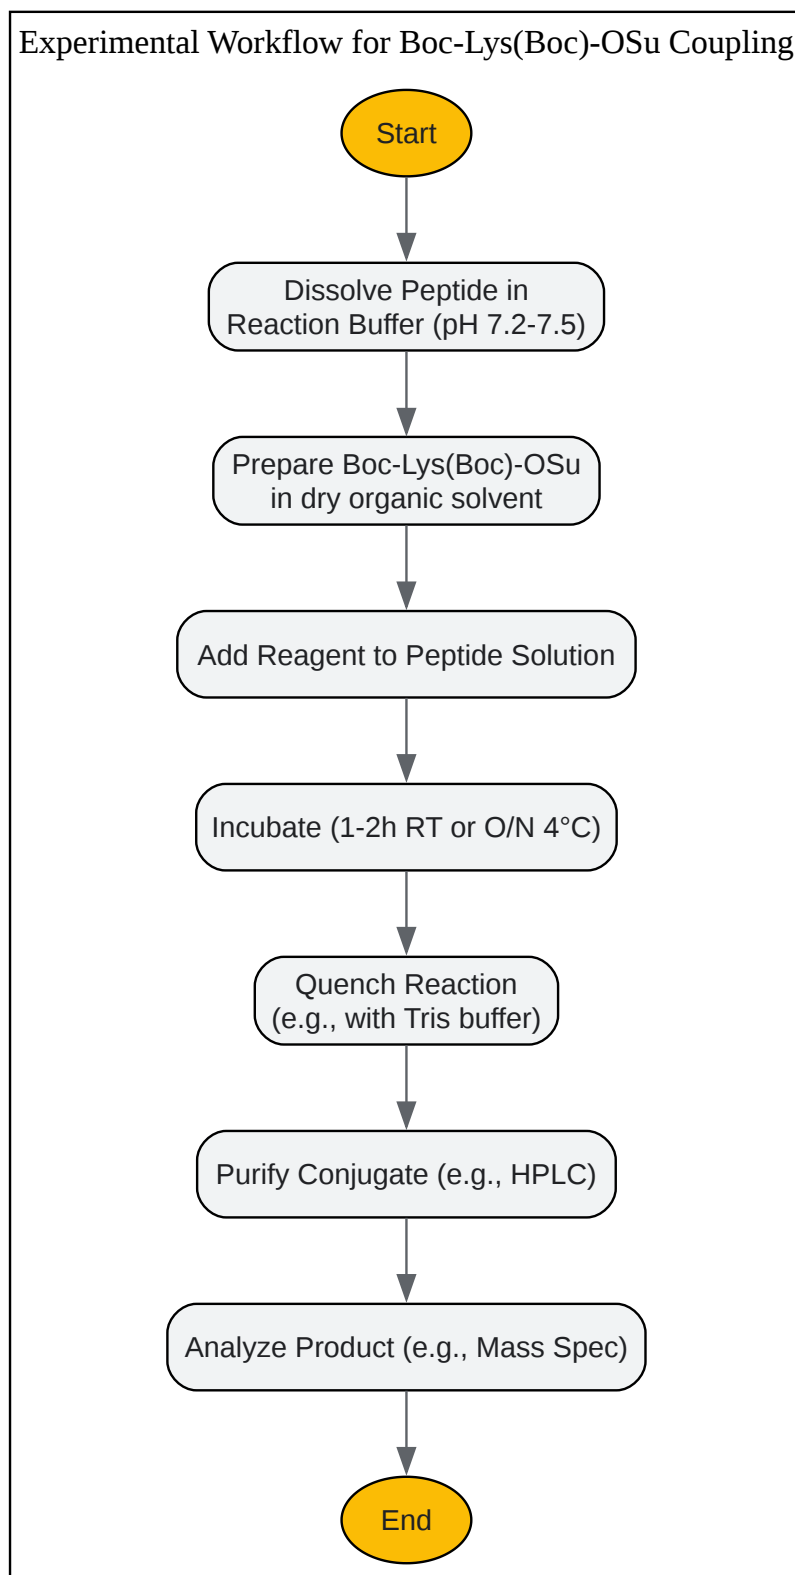 Experimental Workflow for Boc-Lys(Boc)-OSu Coupling
Start
Dissolve Peptide in
Reaction Buffer (pH 7.2-7.5)
Prepare Boc-Lys(Boc)-OSu
in dry organic solvent
Add Reagent to Peptide Solution
Incubate (1-2h RT or O/N 4°C)
Quench Reaction
(e.g., with Tris buffer)
Purify Conjugate (e.g., HPLC)
Analyze Product (e.g., Mass Spec)
End